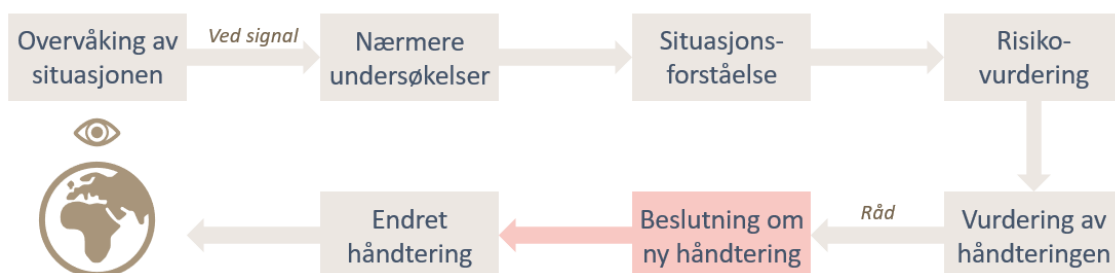 Overvåking av
situasjonen
Ved signal
Nærmere
undersøkelser
Situasjons-
forståelse
Risiko-
vurdering
Vurdering av
håndteringen
Råd
Beslutning om
ny håndtering
Endret
håndtering